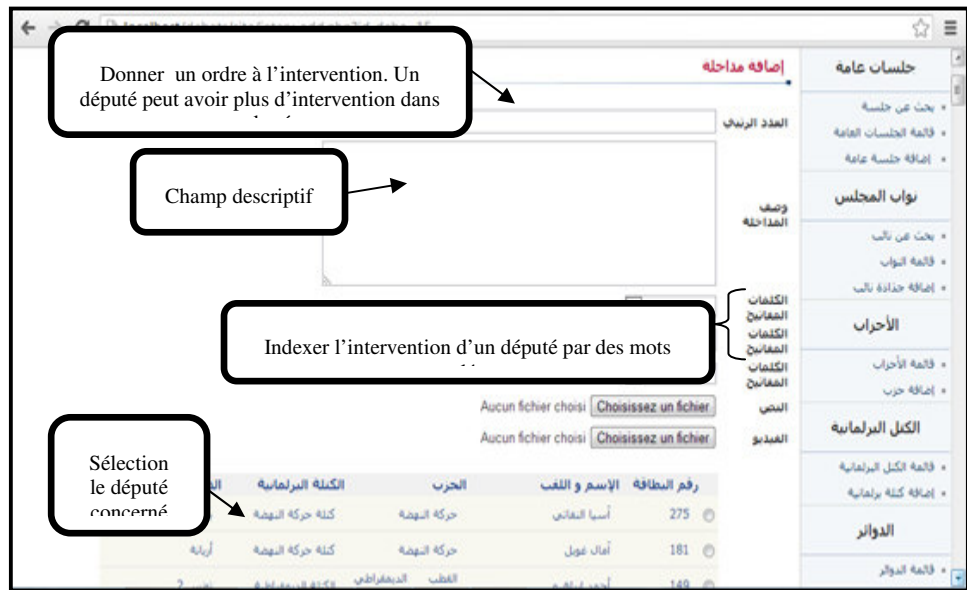 Donner un ordre à l'intervention. Un
député peut avoir plus d'intervention dans
Champ descriptif
Indexer l'intervention d'un député par des mots
Sélection
le député
concerné
إضافة مداخلة
العدد الرتبي
وصف
المداخلة
الكلمات
المفاتيح
الكلمات
المفاتيح
الكلمات
المفاتيح
النص Choisissez un fichier Aucun fichier choisi
الفيديو Choisissez un fichier Aucun fichier choisi
رقم البطاقة الإسم و اللقب الحزب الكتلة البرلمانية
275 أسيا النفاتي حركة النهضة كتلة حركة النهضة
181 أمال غويل حركة النهضة كتلة حركة النهضة أريانة
149 القطب الديمقراطي
جلسات عامة
بحث عن جلسة
قائمة الجلسات العامة
إضافة جلسة عامة
نواب المجلس
بحث عن نائب
قائمة النواب
إضافة جذاذة نائب
الأحزاب
قائمة الأحزاب
إضافة حزب
الكتل البرلمانية
قائمة الكتل البرلمانية
إضافة كتلة برلمانية
الدوائر
قائمة الدوائر